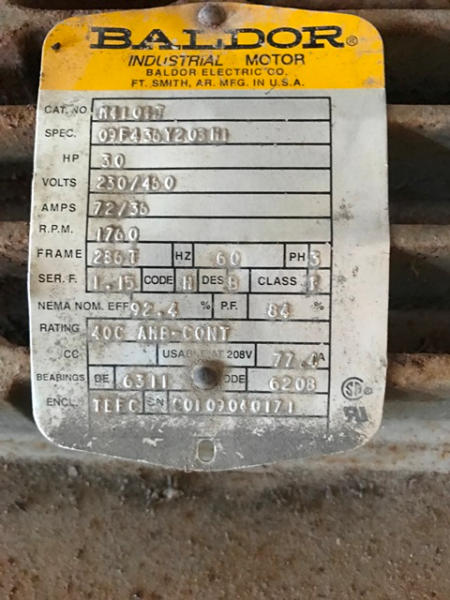 BALDOR®
INDUSTRIAL MOTOR
BALDOR ELECTRIC CO.
FT. SMITH, AR. MFG. IN U.S.A.
CAT. NO
SPEC.
HP 30
VOLTS 230/460
AMPS 72/36
R.P.M. 1760
FRAME 286T HZ 60 PH 3
SER. F. 1.15 CODE H DES B CLASS F
NEMA NOM. EFF 92.4 % P.F. 84 %
RATING 40C AMB-CONT
CC USABLE AT 208V 77.4 A
BEARINGS DE 6311 ODE 6208
ENCL. TEFC SN C0109040171
SA
UL